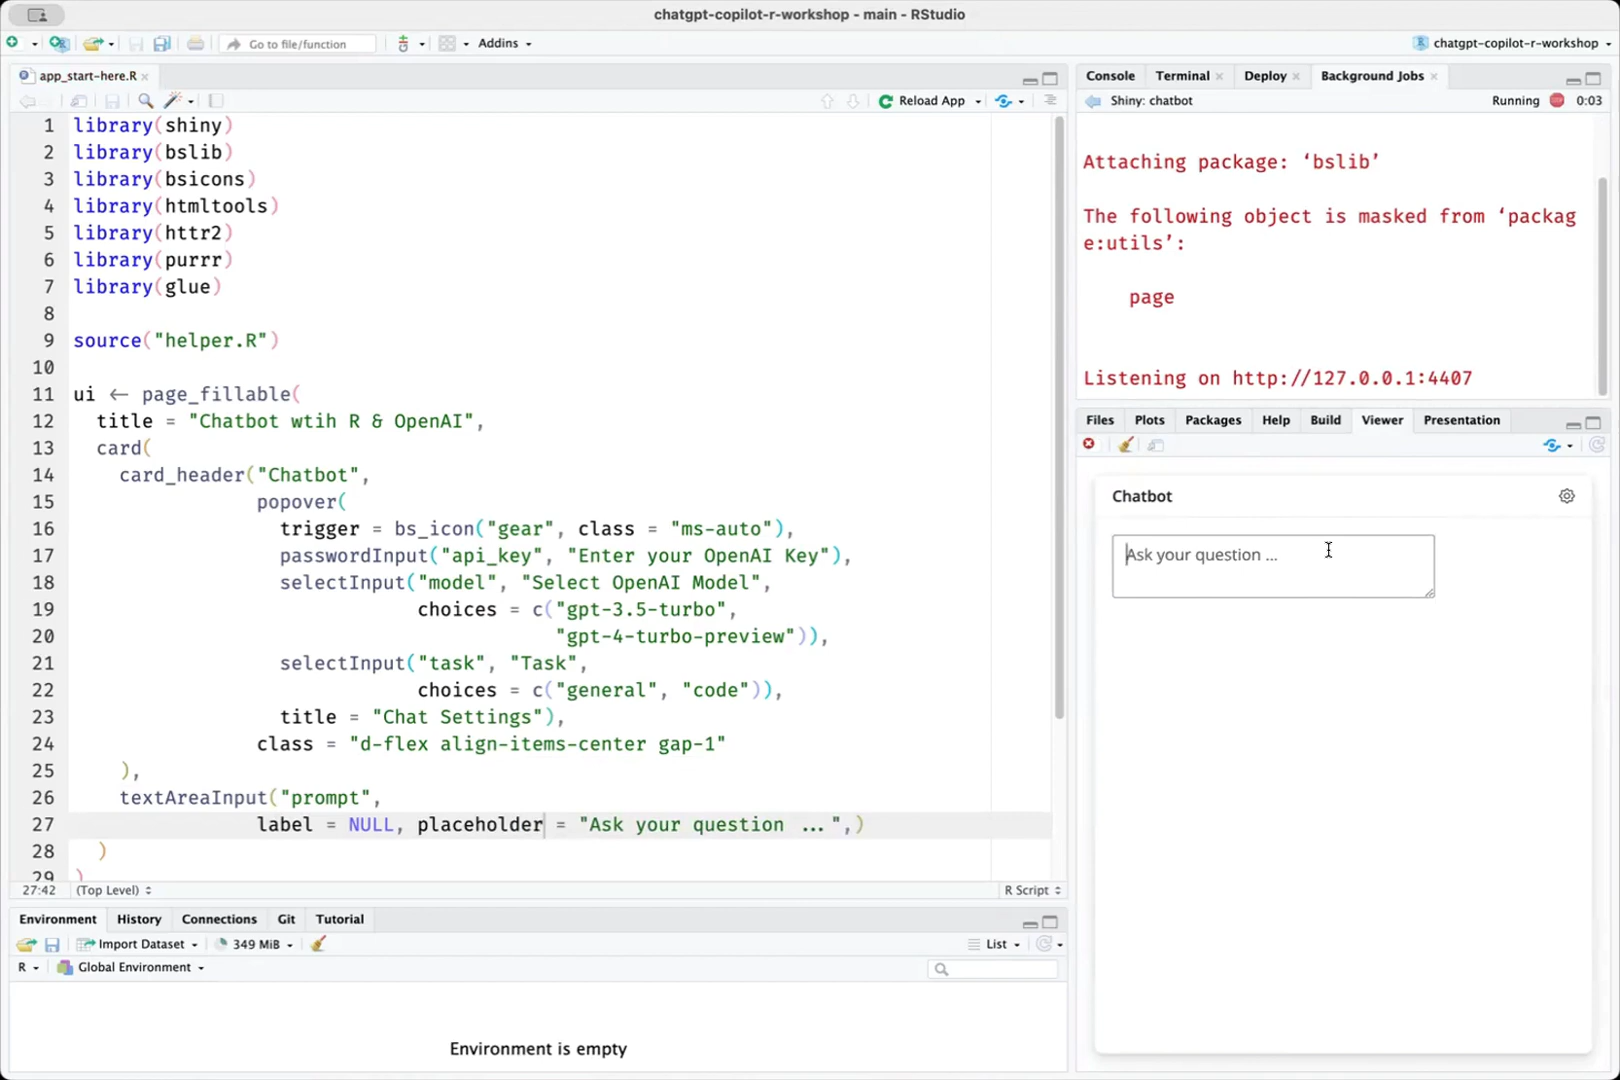 chatgpt-copilot-r-workshop - main - RStudio
Go to file/function
Addins
chatgpt-copilot-r-workshop
app_start-here.R
Reload App
1 library(shiny)
2 library(bslib)
3 library(bsicons)
4 library(htmltools)
5 library(httr2)
6 library(purrr)
7 library(glue)
8
9 source("helper.R")
10
11 ui <- page_fillable(
12 title = "Chatbot wtih R & OpenAI",
13 card(
14 card_header("Chatbot",
15 popover(
16 trigger = bs_icon("gear", class = "ms-auto"),
17 passwordInput("api_key", "Enter your OpenAI Key"),
18 selectInput("model", "Select OpenAI Model",
19 choices = c("gpt-3.5-turbo",
20 "gpt-4-turbo-preview")),
21 selectInput("task", "Task",
22 choices = c("general", "code")),
23 title = "Chat Settings"),
24 class = "d-flex align-items-center gap-1"
25 ),
26 textAreaInput("prompt",
27 label = NULL, placeholder = "Ask your question ...",)
28 )
29 )
27:42 (Top Level) R Script
Environment History Connections Git Tutorial
Import Dataset 349 MiB List
R Global Environment
Environment is empty
Console Terminal Deploy Background Jobs
Shiny: chatbot Running 0:03
Attaching package: ‘bslib’
The following object is masked from ‘packag
e:utils’:
page
Listening on http://127.0.0.1:4407
Files Plots Packages Help Build Viewer Presentation
Chatbot
Ask your question ...